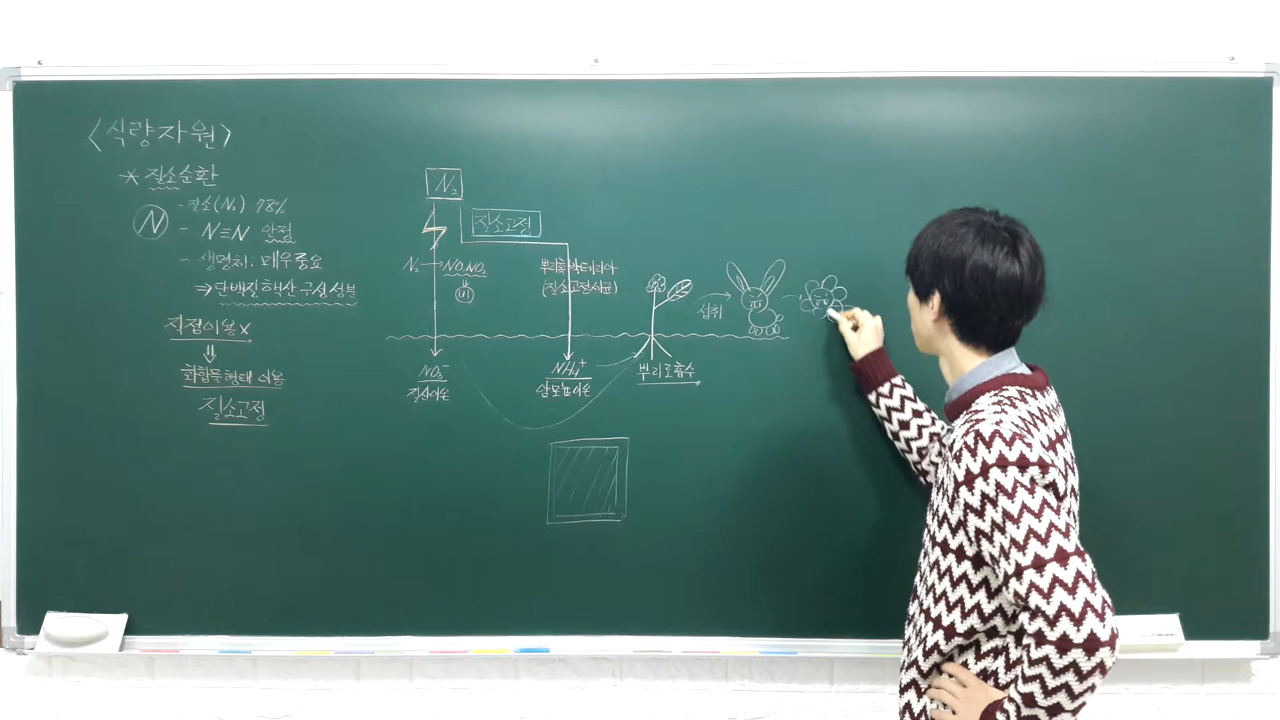 <식량자원>
* 질소순환
N
- 질소(N₂) 78%
- N≡N 안정
- 생명체: 매우중요
⇒ 단백질 핵산 구성성분
직접이용 x
⇓
화합물 형태 이용
질소고정
N₂
질소고정
N₂ → NO, NO₂
비
뿌리혹박테리아
(질소고정세균)
NO₃⁻
질산이온
NH₄⁺
암모늄이온
뿌리로흡수
섭취